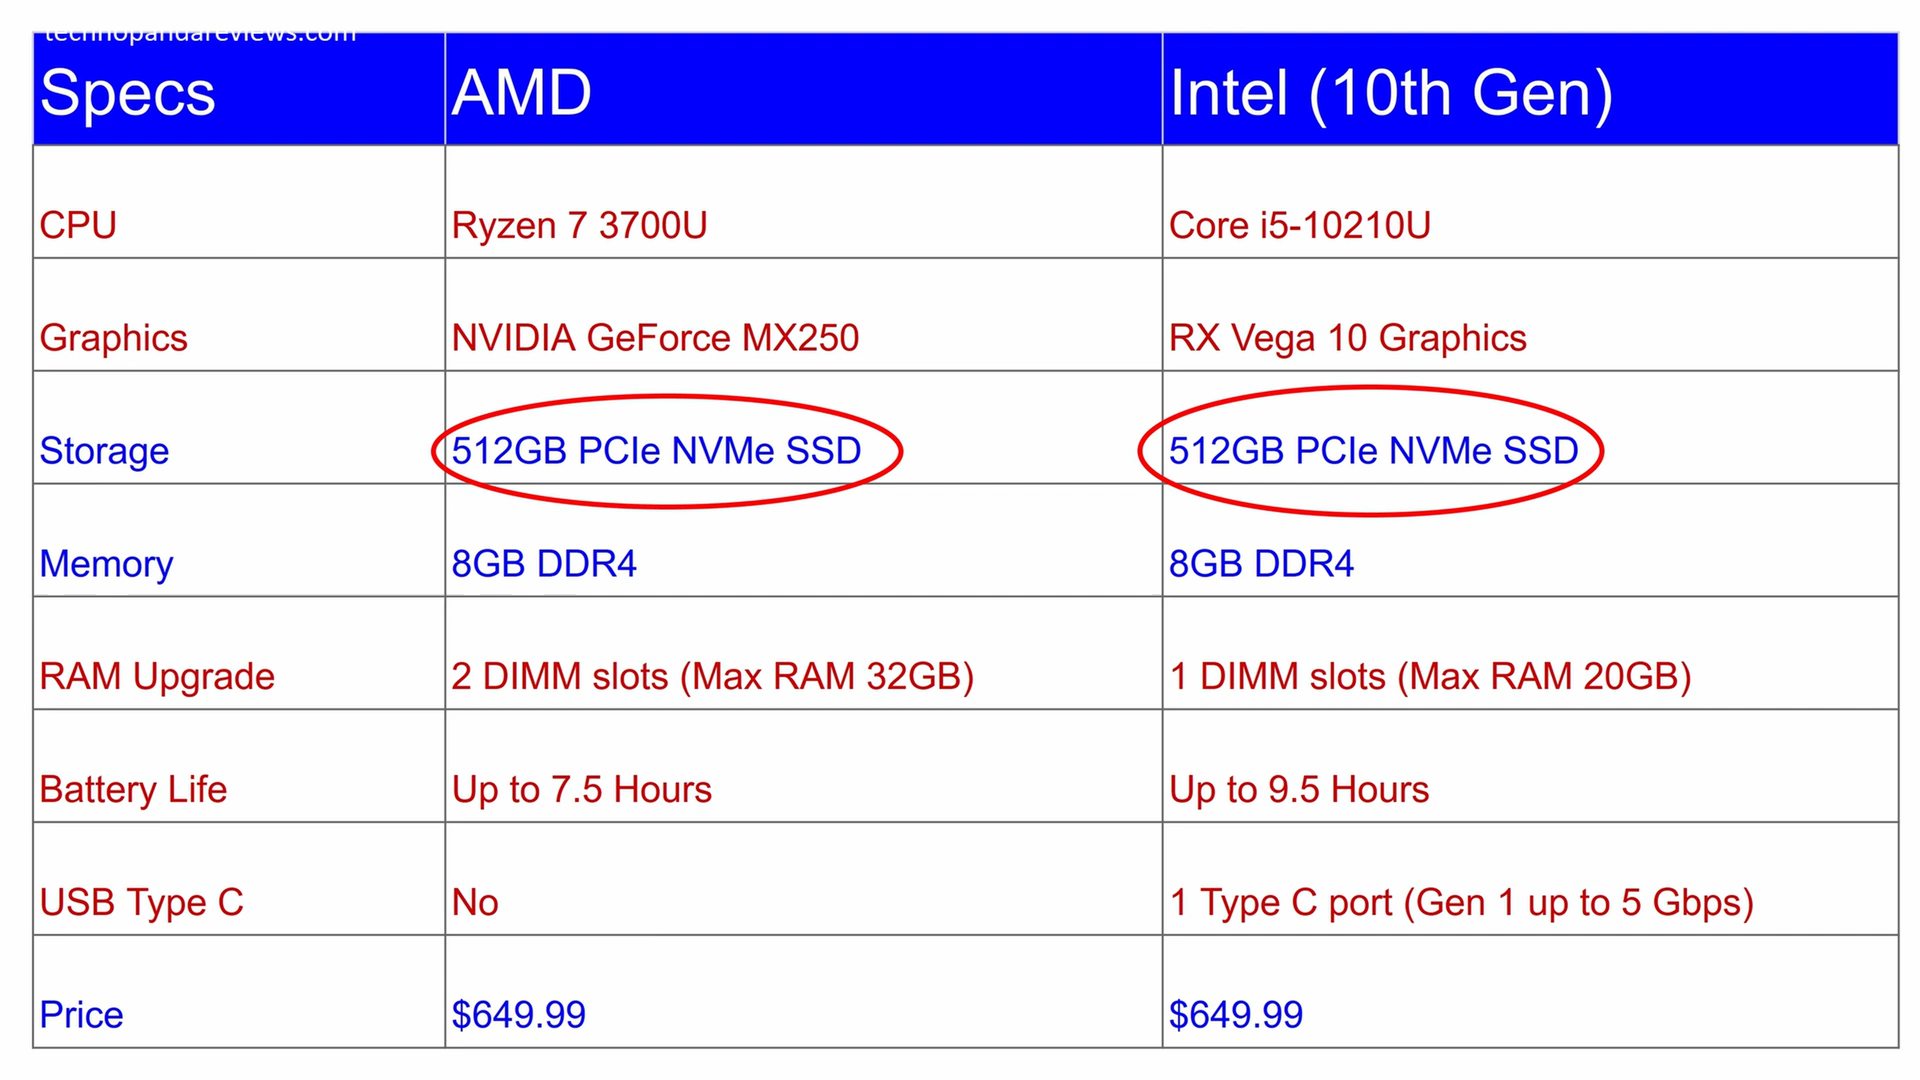 technopandareviews.com
Specs AMD Intel (10th Gen)
CPU Ryzen 7 3700U Core i5-10210U
Graphics NVIDIA GeForce MX250 RX Vega 10 Graphics
Storage 512GB PCIe NVMe SSD 512GB PCIe NVMe SSD
Memory 8GB DDR4 8GB DDR4
RAM Upgrade 2 DIMM slots (Max RAM 32GB) 1 DIMM slots (Max RAM 20GB)
Battery Life Up to 7.5 Hours Up to 9.5 Hours
USB Type C No 1 Type C port (Gen 1 up to 5 Gbps)
Price $649.99 $649.99